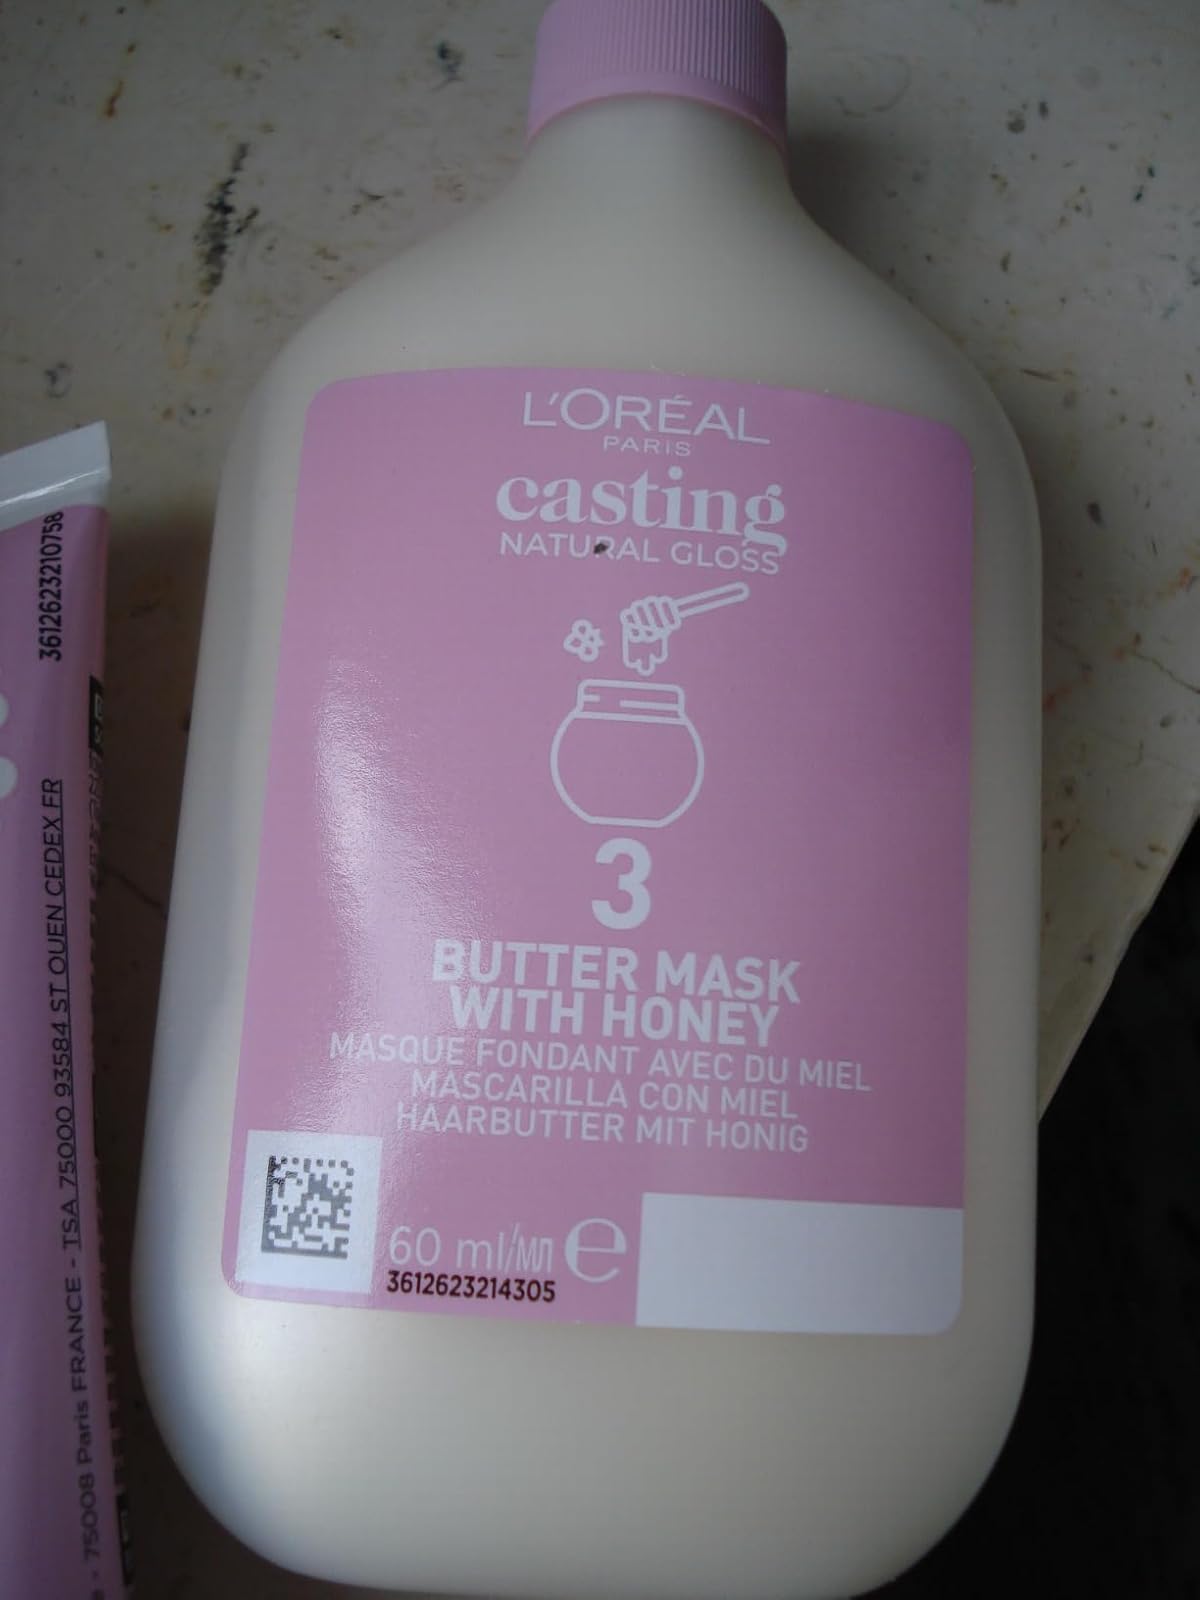 L'ORÉAL
PARIS
casting
NATURAL GLOSS
3
BUTTER MASK
WITH HONEY
MASQUE FONDANT AVEC DU MIEL
MASCARILLA CON MIEL
HAARBUTTER MIT HONIG
60 ml/мл e
3612623214305
3612623210758
- 75008 Paris FRANCE - TSA 75000 93584 ST OUEN CEDEX FR